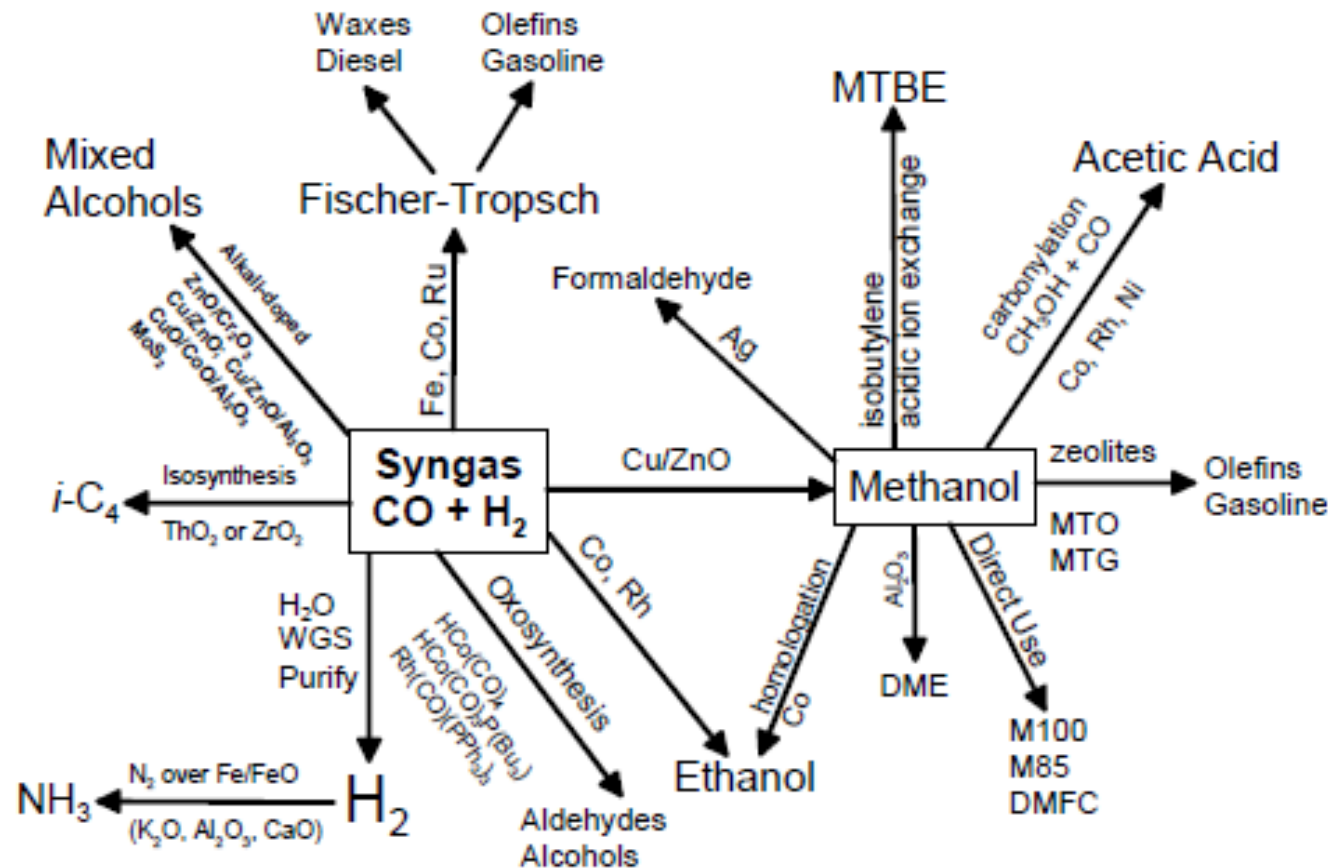 Waxes
Diesel
Olefins
Gasoline
MTBE
Mixed
Alcohols
Fischer-Tropsch
Acetic Acid
Alkali-doped
ZnO/Cr₂O₃
Cu/ZnO; Cu/ZnO/Al₂O₃
CuO/CoO/Al₂O₃
MoS₂
Fe, Co, Ru
Formaldehyde
Ag
isobutylene
acidic ion exchange
carbonylation
CH₃OH + CO
Co, Rh, Ni
Syngas
CO + H₂
Cu/ZnO
Methanol
zeolites
MTO
MTG
Olefins
Gasoline
i-C₄
Isosynthesis
ThO₂ or ZrO₂
H₂O
WGS
Purify
Oxosynthesis
HCo(CO)₄
HCo(CO)₃P(Bu₃)
Rh(CO)(PPh₃)₃
Co, Rh
homologation
Co
Al₂O₃
Direct Use
DME
M100
M85
DMFC
Ethanol
NH₃
N₂ over Fe/FeO
(K₂O, Al₂O₃, CaO)
H₂
Aldehydes
Alcohols